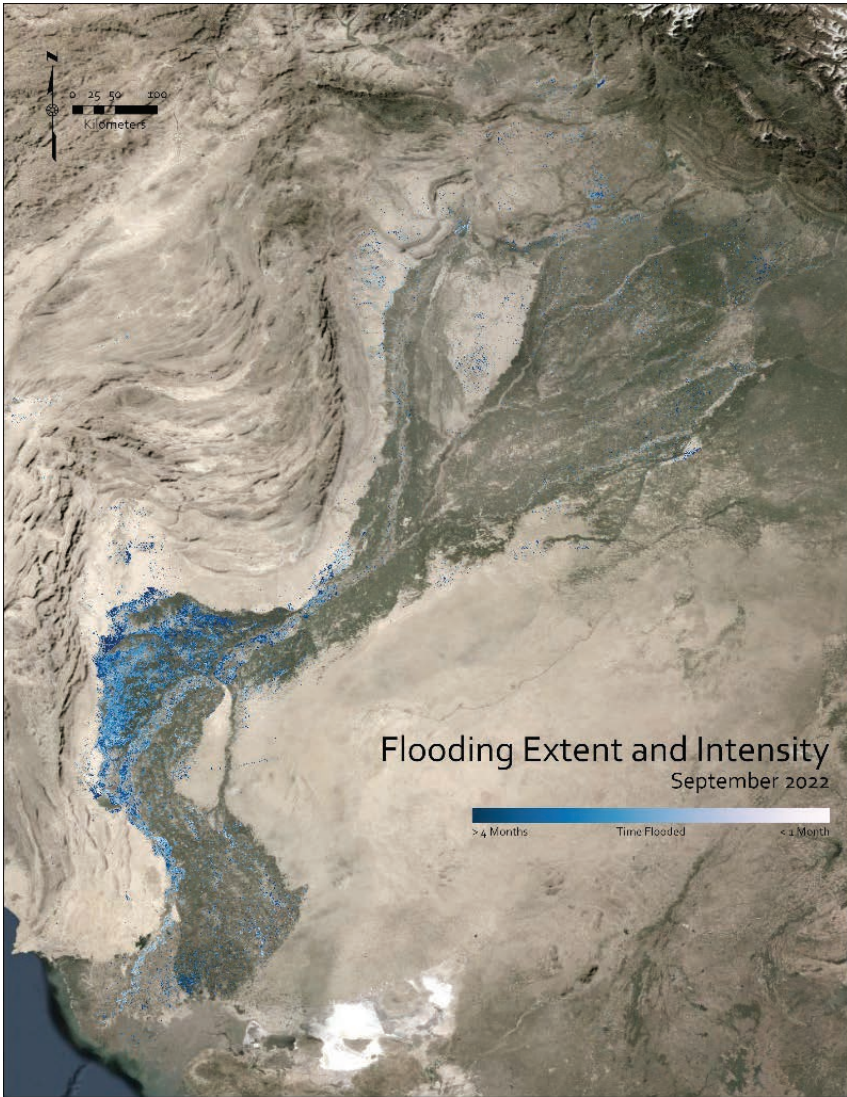 N
0 25 50 100
Kilometers
Flooding Extent and Intensity
September 2022
> 4 Months Time Flooded < 1 Month